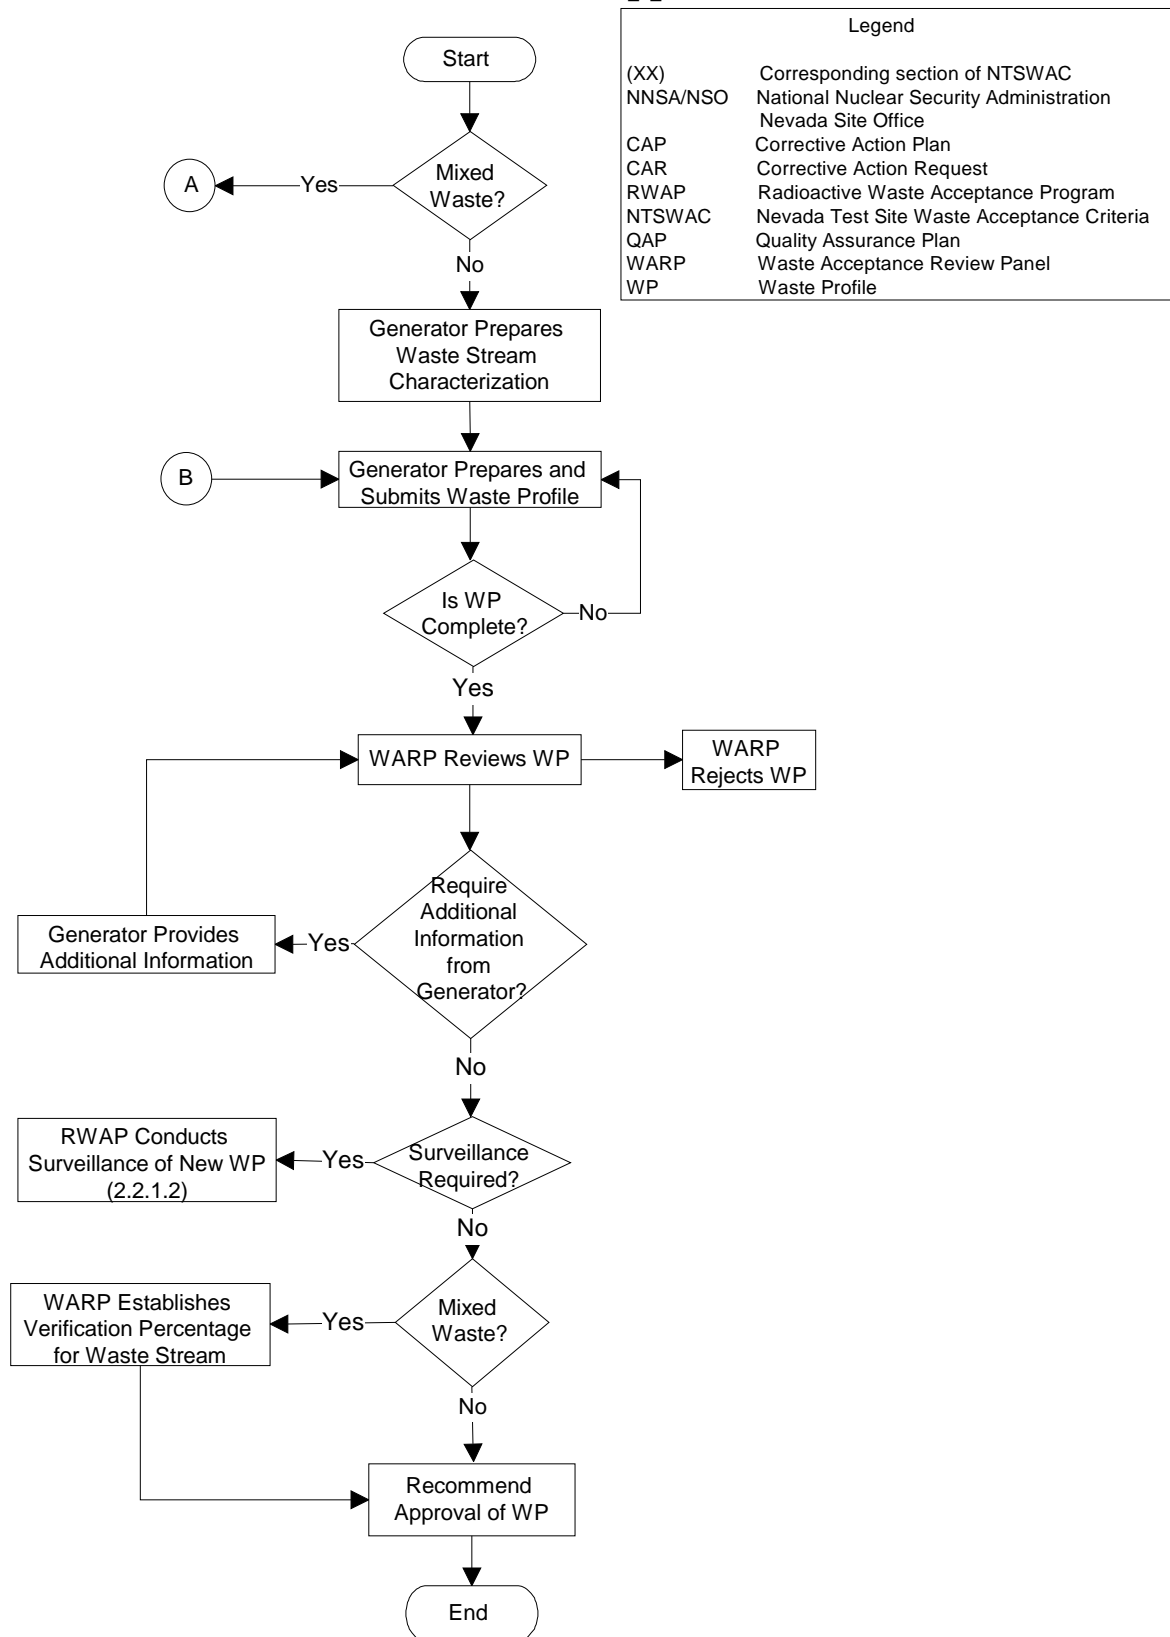 Legend
(XX) Corresponding section of NTSWAC
NNSA/NSO National Nuclear Security Administration
Nevada Site Office
CAP Corrective Action Plan
CAR Corrective Action Request
RWAP Radioactive Waste Acceptance Program
NTSWAC Nevada Test Site Waste Acceptance Criteria
QAP Quality Assurance Plan
WARP Waste Acceptance Review Panel
WP Waste Profile
Start
Mixed
Waste?
Yes
A
No
Generator Prepares
Waste Stream
Characterization
B
Generator Prepares and
Submits Waste Profile
Is WP
Complete?
No
Yes
WARP Reviews WP
WARP
Rejects WP
Require
Additional
Information
from
Generator?
Yes
Generator Provides
Additional Information
No
Surveillance
Required?
Yes
RWAP Conducts
Surveillance of New WP
(2.2.1.2)
No
Mixed
Waste?
Yes
WARP Establishes
Verification Percentage
for Waste Stream
No
Recommend
Approval of WP
End